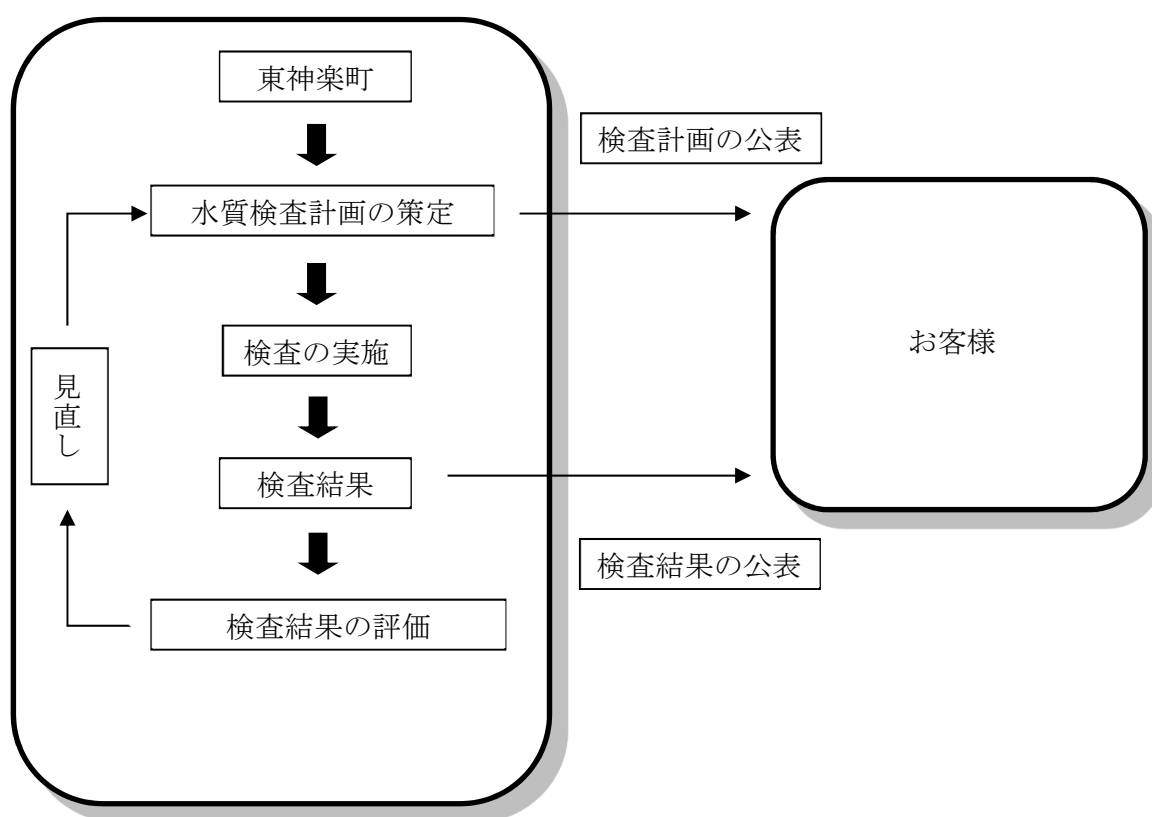 東神楽町
検査計画の公表
水質検査計画の策定
検査の実施
お客様
見直し
検査結果
検査結果の公表
検査結果の評価